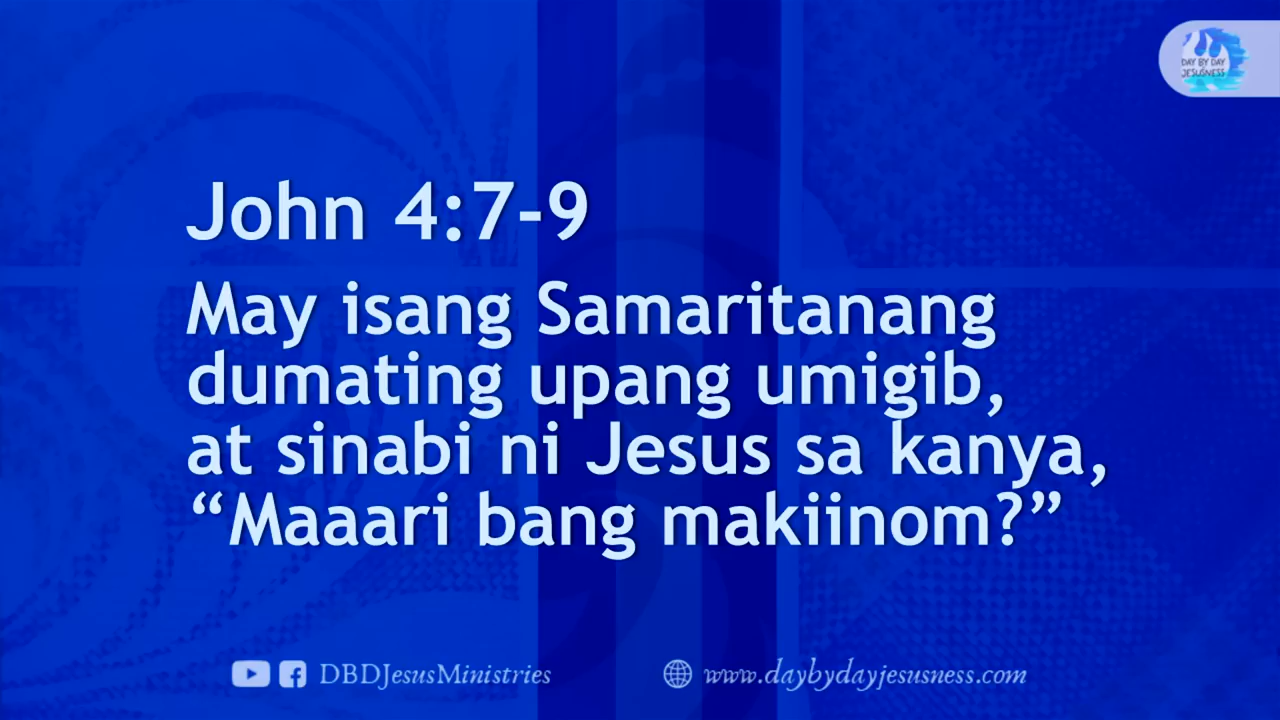 DAY BY DAY
JESUSNESS
John 4:7-9
May isang Samaritanang
dumating upang umigib,
at sinabi ni Jesus sa kanya,
“Maaari bang makiinom?”
DBDJesusMinistries
www.daybydayjesusness.com